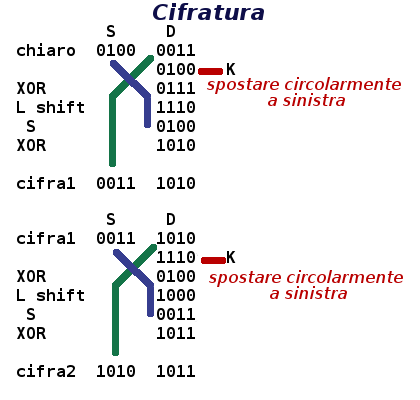 Cifratura
S D
chiaro 0100 0011
0100 K
XOR 0111 spostare circolarmente
L shift 1110 a sinistra
S 0100
XOR 1010
cifra1 0011 1010
S D
cifra1 0011 1010
1110 K
XOR 0100 spostare circolarmente
L shift 1000 a sinistra
S 0011
XOR 1011
cifra2 1010 1011